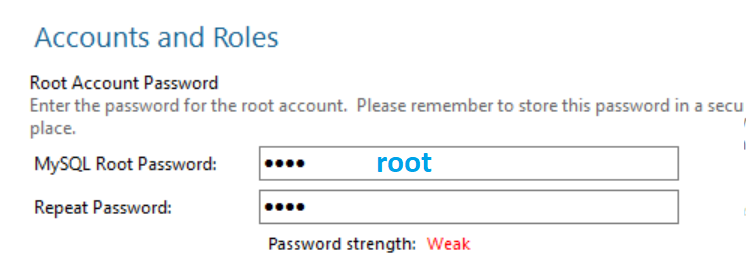 Accounts and Roles
Root Account Password
Enter the password for the root account. Please remember to store this password in a secu
place.
MySQL Root Password: •••• root
Repeat Password: ••••
Password strength: Weak